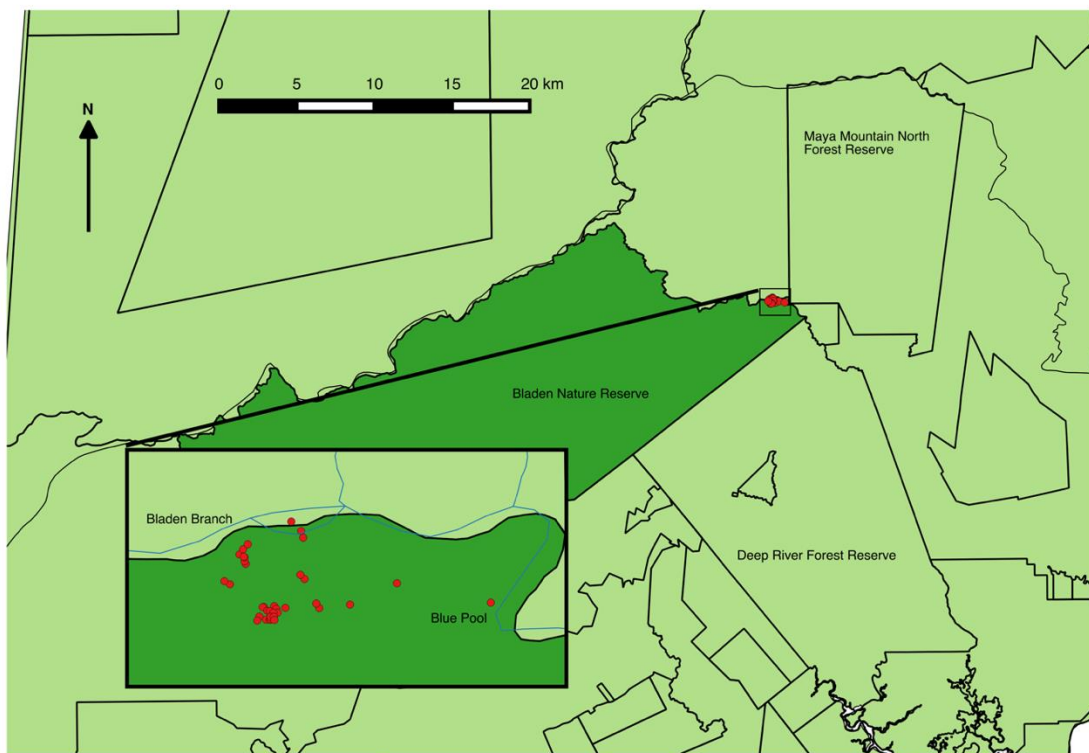 0 5 10 15 20 km
N
Maya Mountain North
Forest Reserve
Bladen Nature Reserve
Bladen Branch
Deep River Forest Reserve
Blue Pool